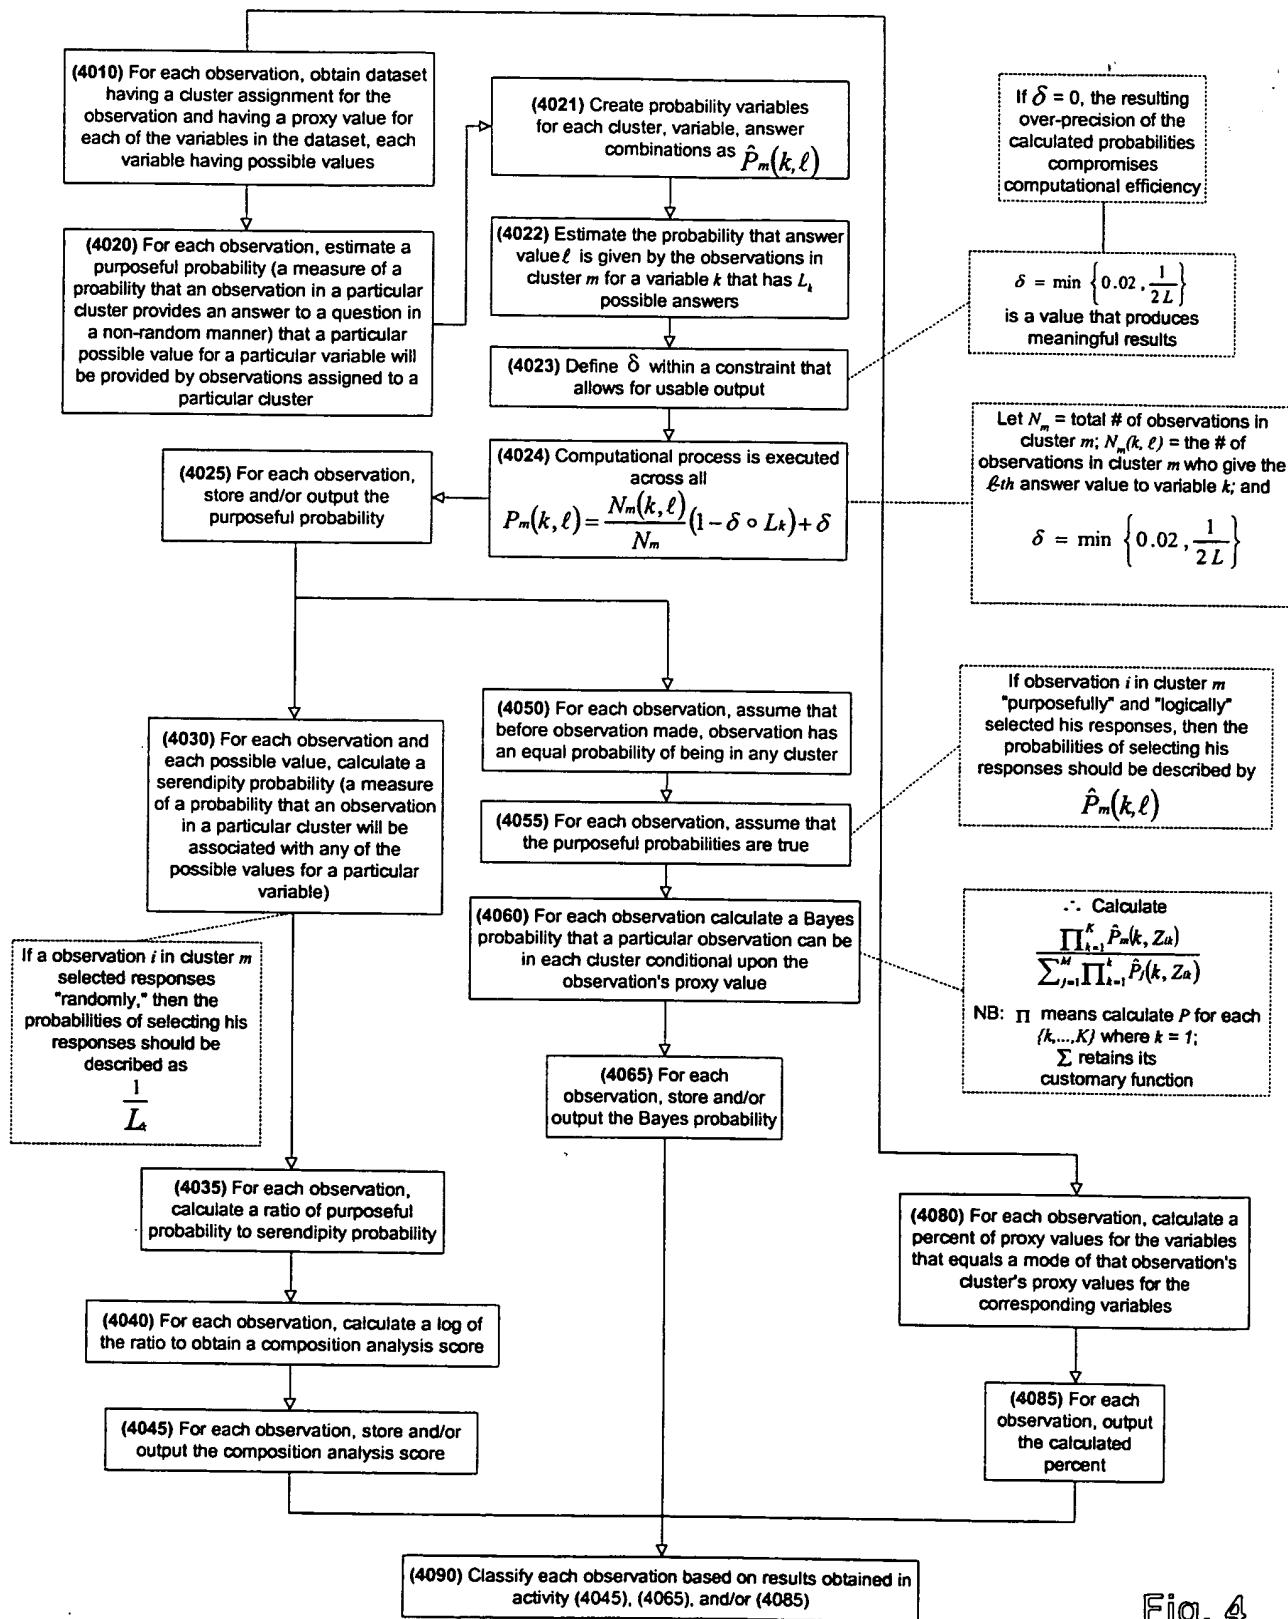 (4010) For each observation, obtain dataset
having a cluster assignment for the
observation and having a proxy value for
each of the variables in the dataset, each
variable having possible values
(4020) For each observation, estimate a
purposeful probability (a measure of a
proability that an observation in a particular
cluster provides an answer to a question in
a non-random manner) that a particular
possible value for a particular variable will
be provided by observations assigned to a
particular cluster
(4021) Create probability variables
for each cluster, variable, answer
combinations as P̂m(k,ℓ)
(4022) Estimate the probability that answer
value ℓ is given by the observations in
cluster m for a variable k that has Lk
possible answers
(4023) Define δ within a constraint that
allows for usable output
(4024) Computational process is executed
across all
Pm(k,ℓ) = Nm(k,ℓ)/Nm (1 − δ ∘ Lk) + δ
(4025) For each observation,
store and/or output the
purposeful probability
If δ = 0, the resulting
over-precision of the
calculated probabilities
compromises
computational efficiency
δ = min {0.02, 1/2L}
is a value that produces
meaningful results
Let Nm = total # of observations in
cluster m; Nm(k, ℓ) = the # of
observations in cluster m who give the
ℓ-th answer value to variable k; and
δ = min {0.02, 1/2L}
(4030) For each observation and
each possible value, calculate a
serendipity probability (a measure
of a probability that an observation
in a particular cluster will be
associated with any of the
possible values for a particular
variable)
If a observation i in cluster m
selected responses
"randomly," then the
probabilities of selecting his
responses should be
described as
1/Lk
(4035) For each observation,
calculate a ratio of purposeful
probability to serendipity probability
(4040) For each observation, calculate a log of
the ratio to obtain a composition analysis score
(4045) For each observation, store and/or
output the composition analysis score
(4050) For each observation, assume that
before observation made, observation has
an equal probability of being in any cluster
(4055) For each observation, assume that
the purposeful probabilities are true
(4060) For each observation calculate a Bayes
probability that a particular observation can be
in each cluster conditional upon the
observation's proxy value
(4065) For each
observation, store and/or
output the Bayes probability
If observation i in cluster m
"purposefully" and "logically"
selected his responses, then the
probabilities of selecting his
responses should be described by
P̂m(k,ℓ)
∴ Calculate
∏k=1^K P̂m(k, Zik)
∑j=1^M ∏k=1^k P̂j(k, Zik)
NB: ∏ means calculate P for each
{k,...,K} where k = 1;
∑ retains its
customary function
(4080) For each observation, calculate a
percent of proxy values for the variables
that equals a mode of that observation's
cluster's proxy values for the
corresponding variables
(4085) For each
observation, output
the calculated
percent
(4090) Classify each observation based on results obtained in
activity (4045), (4065), and/or (4085)
Fig. 4